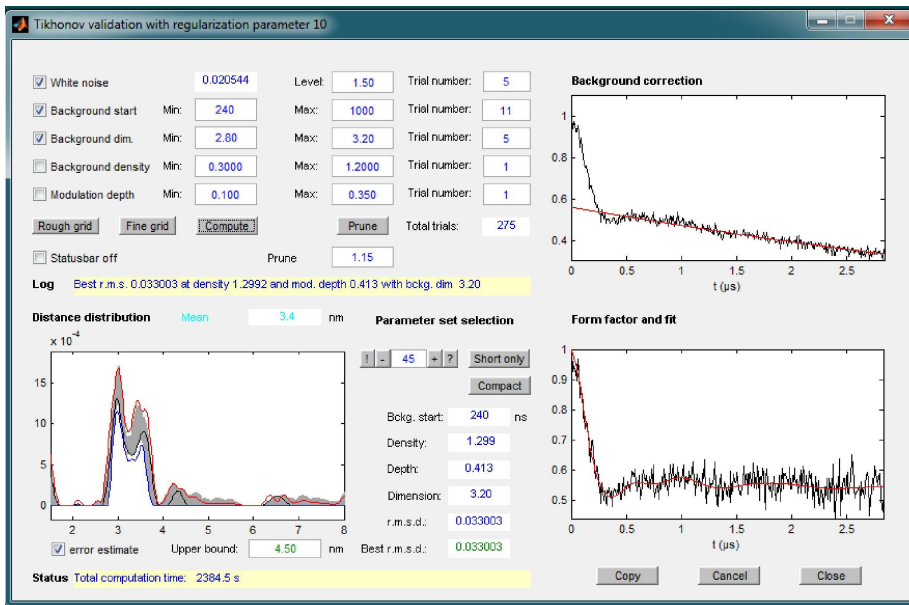 Tikhonov validation with regularization parameter 10
White noise 0.020544 Level: 1.50 Trial number: 5
Background start Min: 240 Max: 1000 Trial number: 11
Background dim. Min: 2.80 Max: 3.20 Trial number: 5
Background density Min: 0.3000 Max: 1.2000 Trial number: 1
Modulation depth Min: 0.100 Max: 0.350 Trial number: 1
Rough grid Fine grid Compute Prune Total trials: 275
Statusbar off Prune 1.15
Log Best r.m.s. 0.033003 at density 1.2992 and mod. depth 0.413 with bckg. dim 3.20
Background correction
1
0.8
0.6
0.4
0 0.5 1 1.5 2 2.5
t (µs)
Distance distribution Mean 3.4 nm
x 10⁻⁴
15
10
5
0
2 3 4 5 6 7 8
error estimate Upper bound: 4.50 nm
Parameter set selection
! - 45 + ? Short only
Compact
Bckg. start: 240 ns
Density: 1.299
Depth: 0.413
Dimension: 3.20
r.m.s.d.: 0.033003
Best r.m.s.d.: 0.033003
Form factor and fit
1
0.9
0.8
0.7
0.6
0.5
0 0.5 1 1.5 2 2.5
t (µs)
Status Total computation time: 2384.5 s
Copy Cancel Close